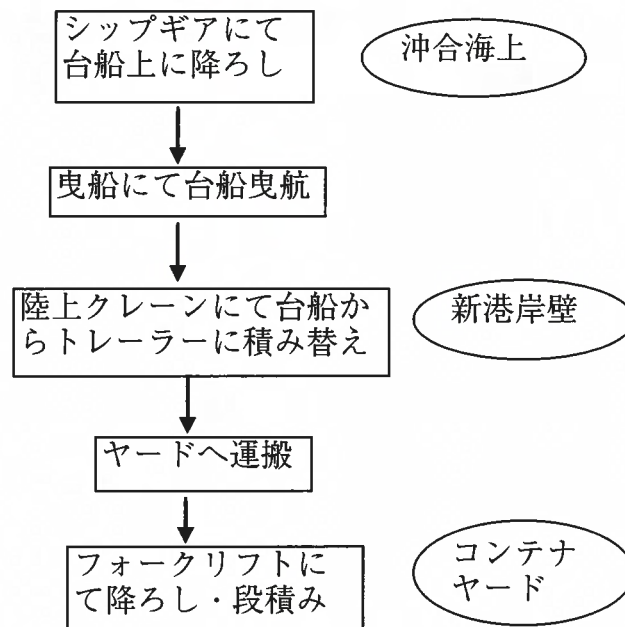 シップギアにて
台船上に降ろし
沖合海上
曳船にて台船曳航
陸上クレーンにて台船か
らトレーラーに積み替え
新港岸壁
ヤードへ運搬
フォークリフトに
て降ろし・段積み
コンテナ
ヤード